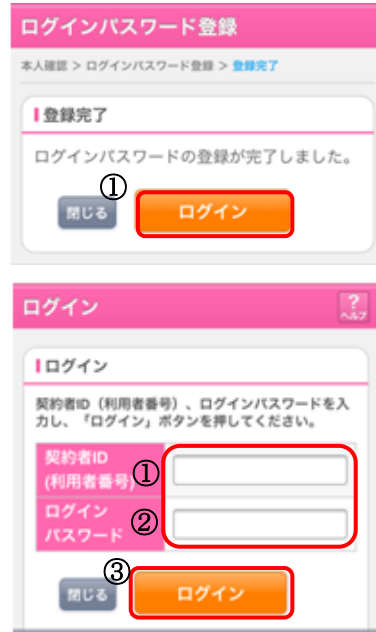 ログインパスワード登録
本人確認 > ログインパスワード登録 > 登録完了
登録完了
ログインパスワードの登録が完了しました。
①
閉じる
ログイン
ログイン
?
ヘルプ
ログイン
契約者ID（利用者番号）、ログインパスワードを入
力し、「ログイン」ボタンを押してください。
契約者ID
(利用者番号)
①
ログイン
パスワード
②
③
閉じる
ログイン